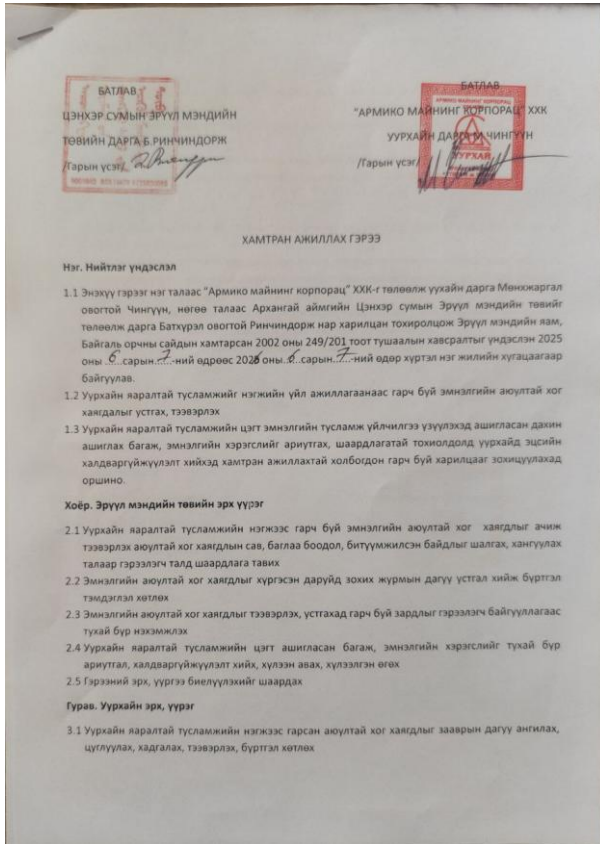 БАТЛАВ
ЦЭНХЭР СУМЫН ЭРҮҮЛ МЭНДИЙН
ТӨВИЙН ДАРГА Б.РИНЧИНДОРЖ
/Гарын үсэг/
БАТЛАВ
"АРМИКО МАЙНИНГ КОРПОРАЦ" ХХК
УУРХАЙН ДАРГА М.ЧИНГҮҮН
/Гарын үсэг/
АРМИКО МАЙНИНГ КОРПОРАЦ
УУРХАЙ
ХАМТРАН АЖИЛЛАХ ГЭРЭЭ
Нэг. Нийтлэг үндэслэл
1.1 Энэхүү гэрээг нэг талаас "Армико майнинг корпорац" ХХК-г төлөөлж уухайн дарга Мөнхжаргал
овогтой Чингүүн, нөгөө талаас Архангай аймгийн Цэнхэр сумын Эрүүл мэндийн төвийг
төлөөлж дарга Батхүрэл овогтой Ринчиндорж нар харилцан тохиролцож Эрүүл мэндийн яам,
Байгаль орчны сайдын хамтарсан 2002 оны 249/201 тоот тушаалын хавсралтыг үндэслэн 2025
оны 6 сарын 7-ний өдрөөс 2026 оны 6 сарын 7-ний өдөр хүртэл нэг жилийн хугацаагаар
байгуулав.
1.2 Уурхайн яаралтай тусламжийн нэгжийн үйл ажиллагаанаас гарч буй эмнэлгийн аюултай хог
хаягдалыг устгах, тээвэрлэх
1.3 Уурхайн яаралтай тусламжийн цэгт эмнэлгийн тусламж үйлчилгээ үзүүлэхэд ашигласан дахин
ашиглах багаж, эмнэлгийн хэрэгслийг ариутгах, шаардлагатай тохиолдолд уурхайд эцсийн
халдваргүйжүүлэлт хийхэд хамтран ажиллахтай холбогдон гарч буй харилцааг зохицуулахад
оршино.
Хоёр. Эрүүл мэндийн төвийн эрх үүрэг
2.1 Уурхайн яаралтай тусламжийн нэгжээс гарч буй эмнэлгийн аюултай хог хаягдлыг ачиж
тээвэрлэх аюултай хог хаягдлын сав, баглаа боодол, битүүмжилсэн байдлыг шалгах, хангуулах
талаар гэрээлэгч талд шаардлага тавих
2.2 Эмнэлгийн аюултай хог хаягдлыг хүргэсэн даруйд зохих журмын дагуу устгал хийж бүртгэл
тэмдэглэл хөтлөх
2.3 Эмнэлгийн аюултай хог хаягдлыг тээвэрлэх, устгахад гарч буй зардлыг гэрээлэгч байгууллагаас
тухай бүр нэхэмжлэх
2.4 Уурхайн яаралтай тусламжийн цэгт ашигласан багаж, эмнэлгийн хэрэгслийг тухай бүр
ариутгал, халдваргүйжүүлэлт хийх, хүлээн авах, хүлээлгэн өгөх
2.5 Гэрээний эрх, үүргээ биелүүлэхийг шаардах
Гурав. Уурхайн эрх, үүрэг
3.1 Уурхайн яаралтай тусламжийн нэгжээс гарсан аюултай хог хаягдлыг зааврын дагуу ангилах,
цуглуулах, хадгалах, тээвэрлэх, бүртгэл хөтлөх